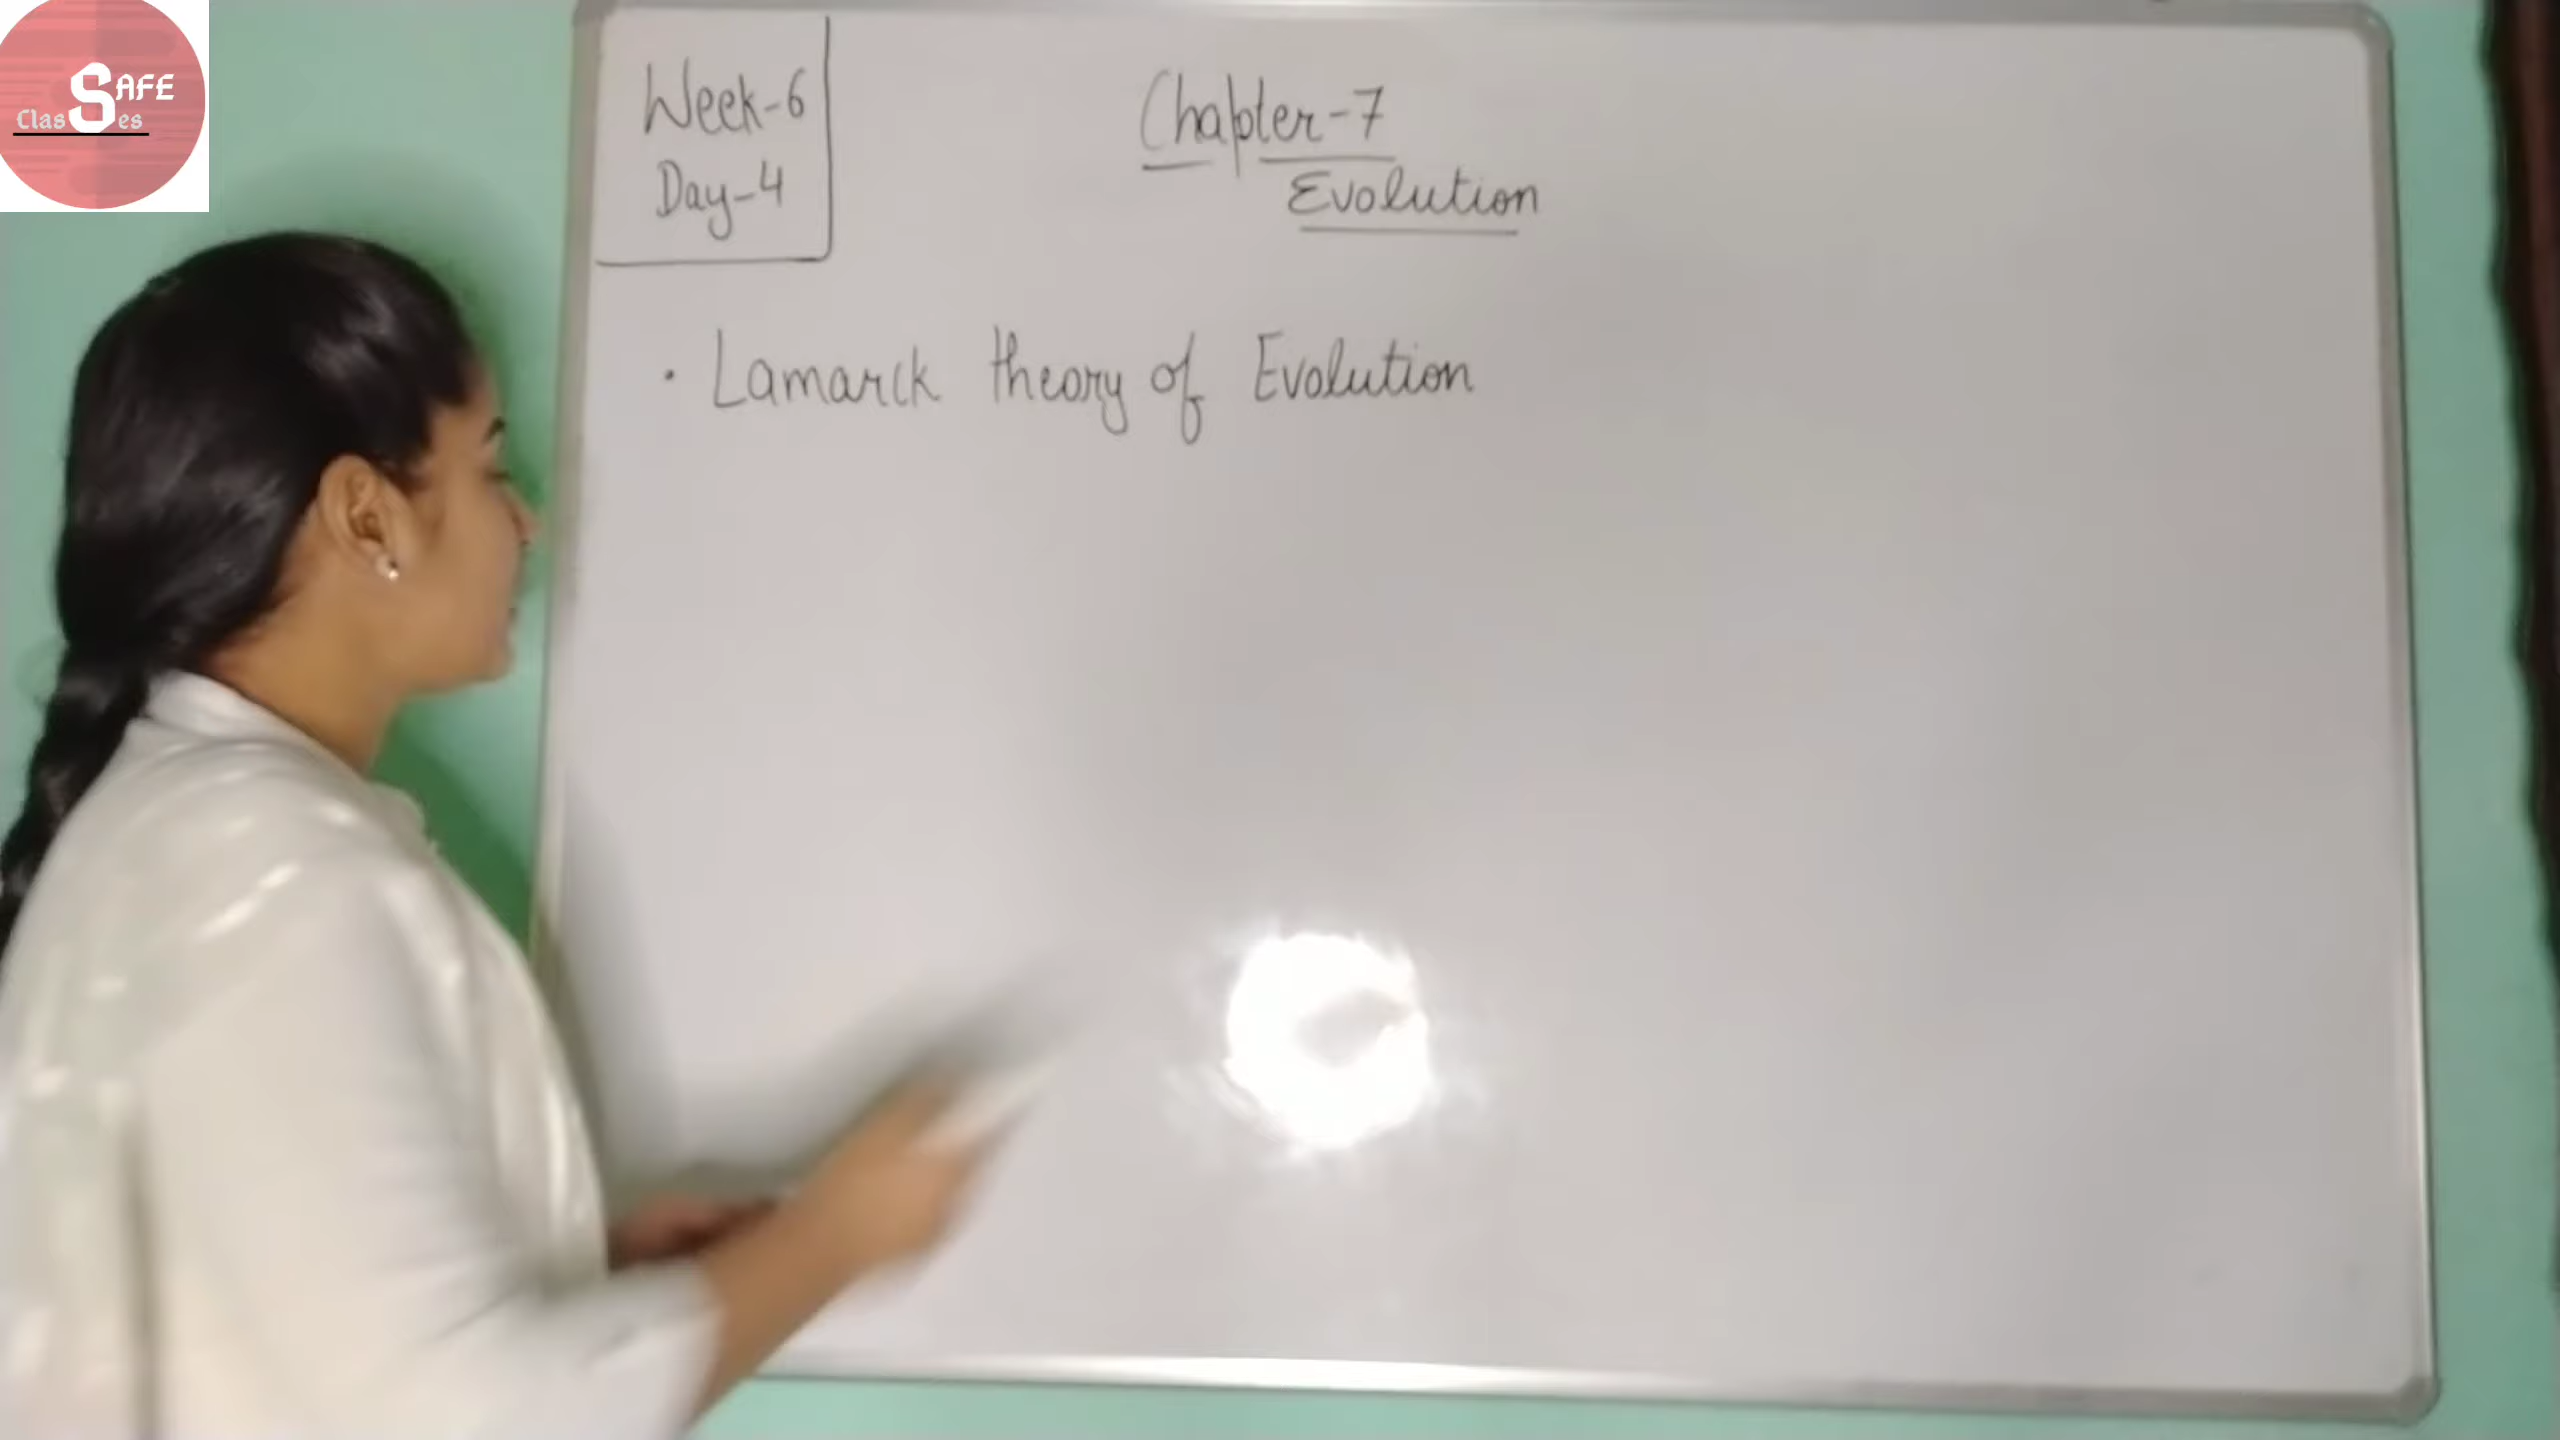 SAFE
Classes
Week-6
Day-4
Chapter-7
Evolution
· Lamarck theory of Evolution